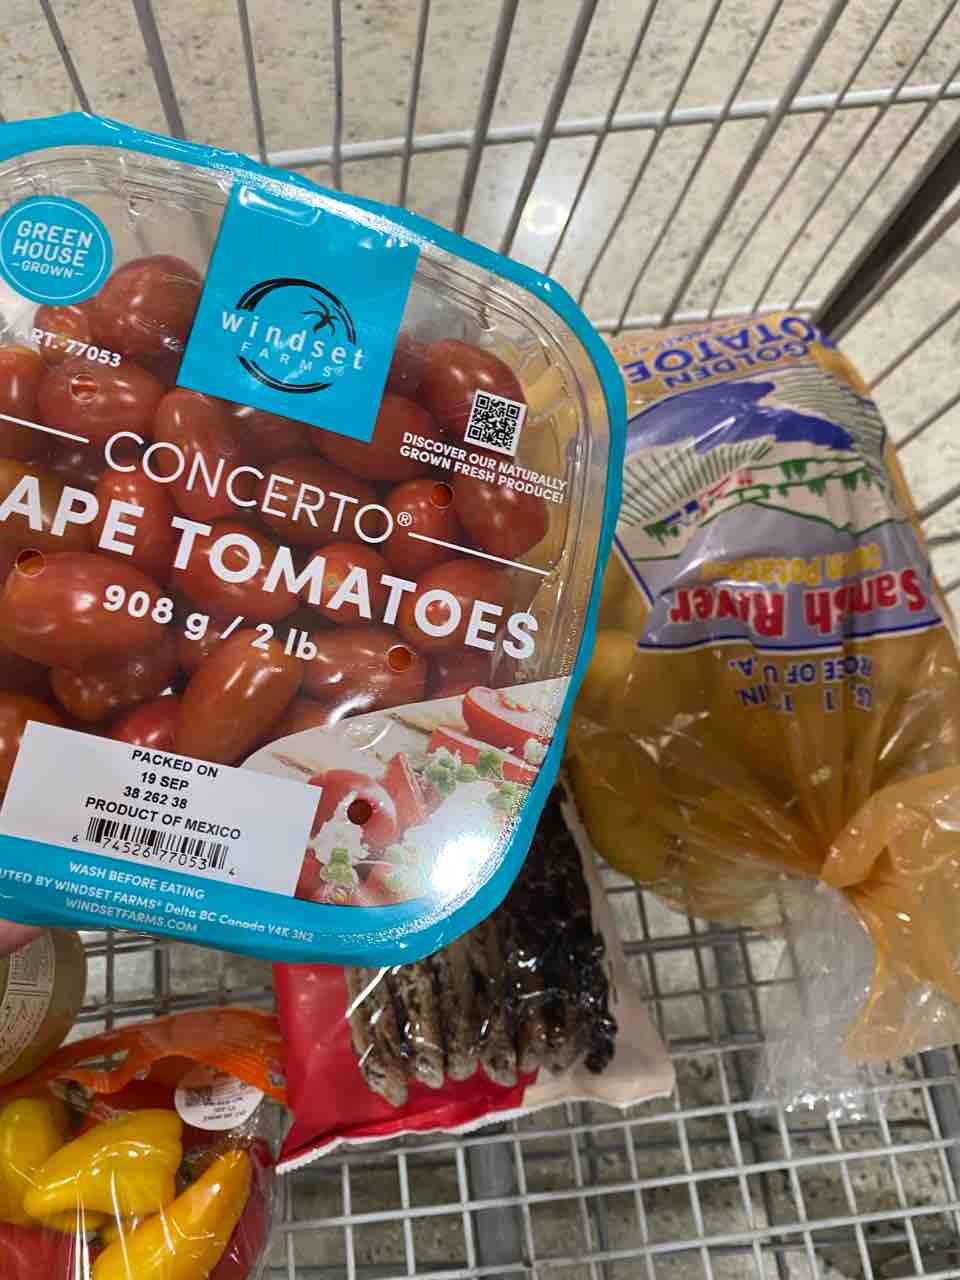 GREEN
HOUSE
-GROWN-
windset
FARMS®
ART. 77053
DISCOVER OUR NATURALLY
GROWN FRESH PRODUCE!
CONCERTO®
APE TOMATOES
908 g / 2 lb
PACKED ON
19 SEP
38 262 38
PRODUCT OF MEXICO
6 74526 77053 4
WASH BEFORE EATING
UTED BY WINDSET FARMS® Delta BC Canada V4K 3N2
WINDSETFARMS.COM
GOLDEN
OTATOE